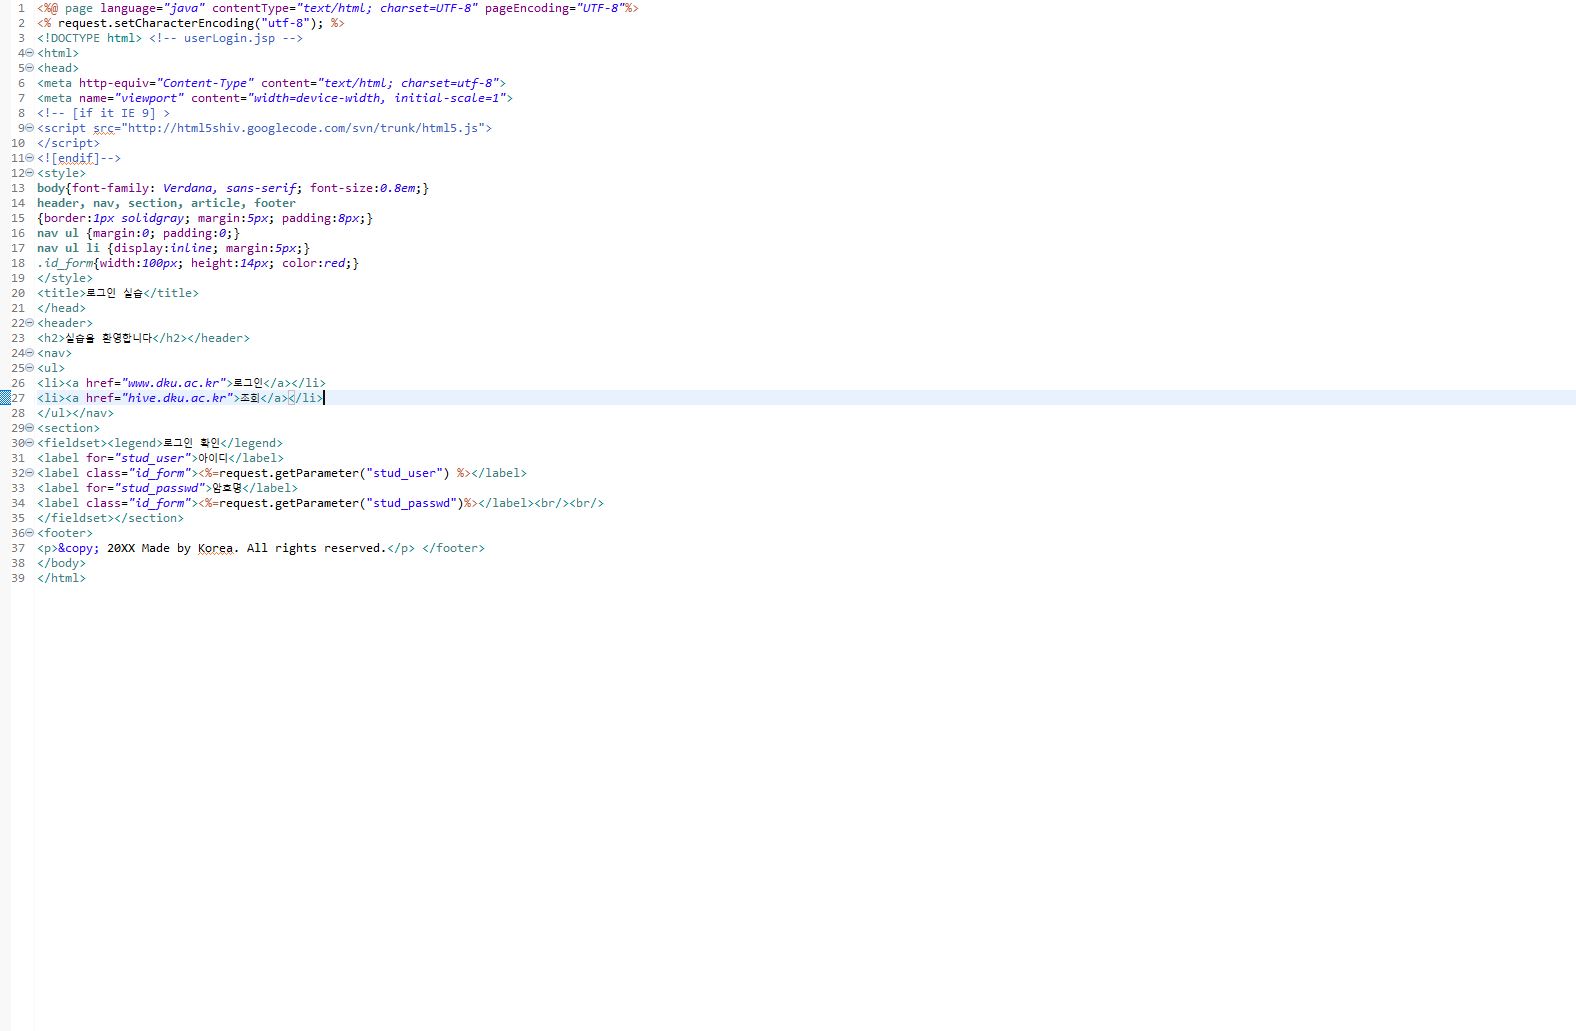 1 <%@ page language="java" contentType="text/html; charset=UTF-8" pageEncoding="UTF-8"%>
2 <% request.setCharacterEncoding("utf-8"); %>
3 <!DOCTYPE html> <!-- userLogin.jsp -->
4 <html>
5 <head>
6 <meta http-equiv="Content-Type" content="text/html; charset=utf-8">
7 <meta name="viewport" content="width=device-width, initial-scale=1">
8 <!-- [if it IE 9] >
9 <script src="http://html5shiv.googlecode.com/svn/trunk/html5.js">
10 </script>
11 <![endif]-->
12 <style>
13 body{font-family: Verdana, sans-serif; font-size:0.8em;}
14 header, nav, section, article, footer
15 {border:1px solidgray; margin:5px; padding:8px;}
16 nav ul {margin:0; padding:0;}
17 nav ul li {display:inline; margin:5px;}
18 .id_form{width:100px; height:14px; color:red;}
19 </style>
20 <title>로그인 실습</title>
21 </head>
22 <header>
23 <h2>실습을 환영합니다</h2></header>
24 <nav>
25 <ul>
26 <li><a href="www.dku.ac.kr">로그인</a></li>
27 <li><a href="hive.dku.ac.kr">조회</a></li>
28 </ul></nav>
29 <section>
30 <fieldset><legend>로그인 확인</legend>
31 <label for="stud_user">아이디</label>
32 <label class="id_form"><%=request.getParameter("stud_user") %></label>
33 <label for="stud_passwd">암호명</label>
34 <label class="id_form"><%=request.getParameter("stud_passwd")%></label><br/><br/>
35 </fieldset></section>
36 <footer>
37 <p>&copy; 20XX Made by Korea. All rights reserved.</p> </footer>
38 </body>
39 </html>